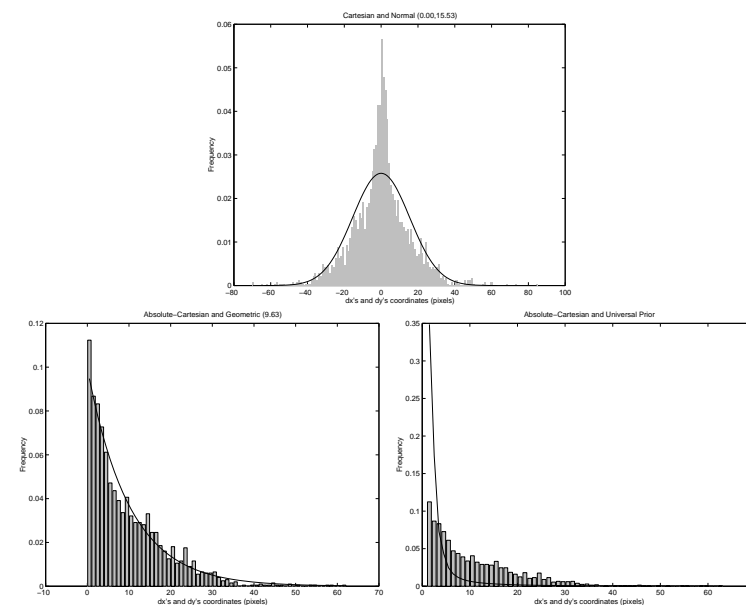 Cartesian and Normal (0.00,15.53)
0.06
0.05
0.04
0.03
0.02
0.01
0
Frequency
−80 −60 −40 −20 0 20 40 60 80 100
dx's and dy's coordinates (pixels)
Absolute−Cartesian and Geometric (9.63)
0.12
0.1
0.08
0.06
0.04
0.02
0
Frequency
−10 0 10 20 30 40 50 60 70
dx's and dy's coordinates (pixels)
Absolute−Cartesian and Universal Prior
0.35
0.3
0.25
0.2
0.15
0.1
0.05
0
Frequency
0 10 20 30 40 50 60
dx's and dy's coordinates (pixels)